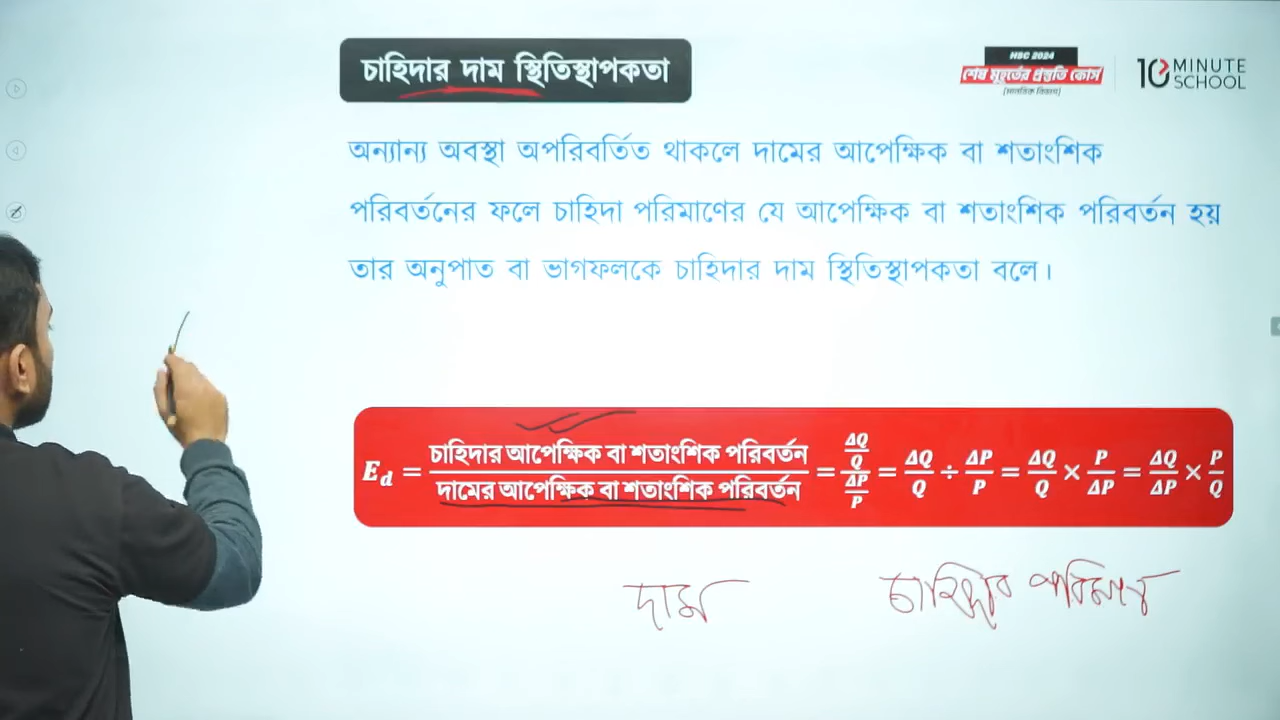 চাহিদার দাম স্থিতিস্থাপকতা
HSC 2024
শেষ মুহূর্তের প্রস্তুতি কোর্স
(মানবিক বিভাগ)
10 MINUTE SCHOOL
অন্যান্য অবস্থা অপরিবর্তিত থাকলে দামের আপেক্ষিক বা শতাংশিক
পরিবর্তনের ফলে চাহিদা পরিমাণের যে আপেক্ষিক বা শতাংশিক পরিবর্তন হয়
তার অনুপাত বা ভাগফলকে চাহিদার দাম স্থিতিস্থাপকতা বলে।
E_d = চাহিদার আপেক্ষিক বা শতাংশিক পরিবর্তন / দামের আপেক্ষিক বা শতাংশিক পরিবর্তন = (ΔQ/Q)/(ΔP/P) = ΔQ/Q ÷ ΔP/P = ΔQ/Q × P/ΔP = ΔQ/ΔP × P/Q
দাম চাহিদার পরিমাণ